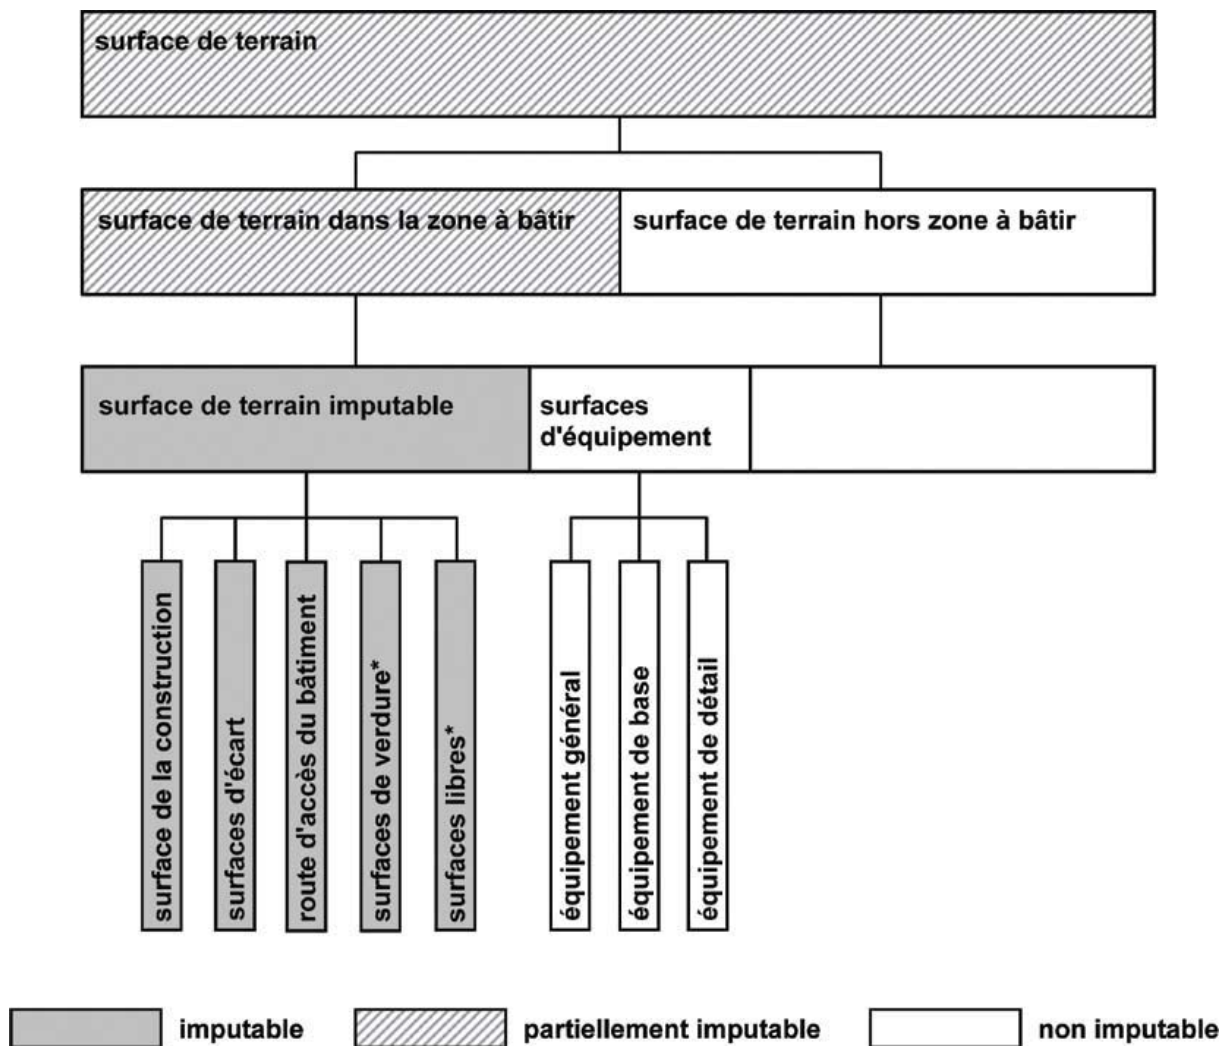 surface de terrain
surface de terrain dans la zone à bâtir
surface de terrain hors zone à bâtir
surface de terrain imputable
surfaces
d'équipement
surface de la construction
surfaces d'écart
route d'accès du bâtiment
surfaces de verdure*
surfaces libres*
équipement général
équipement de base
équipement de détail
imputable
partiellement imputable
non imputable